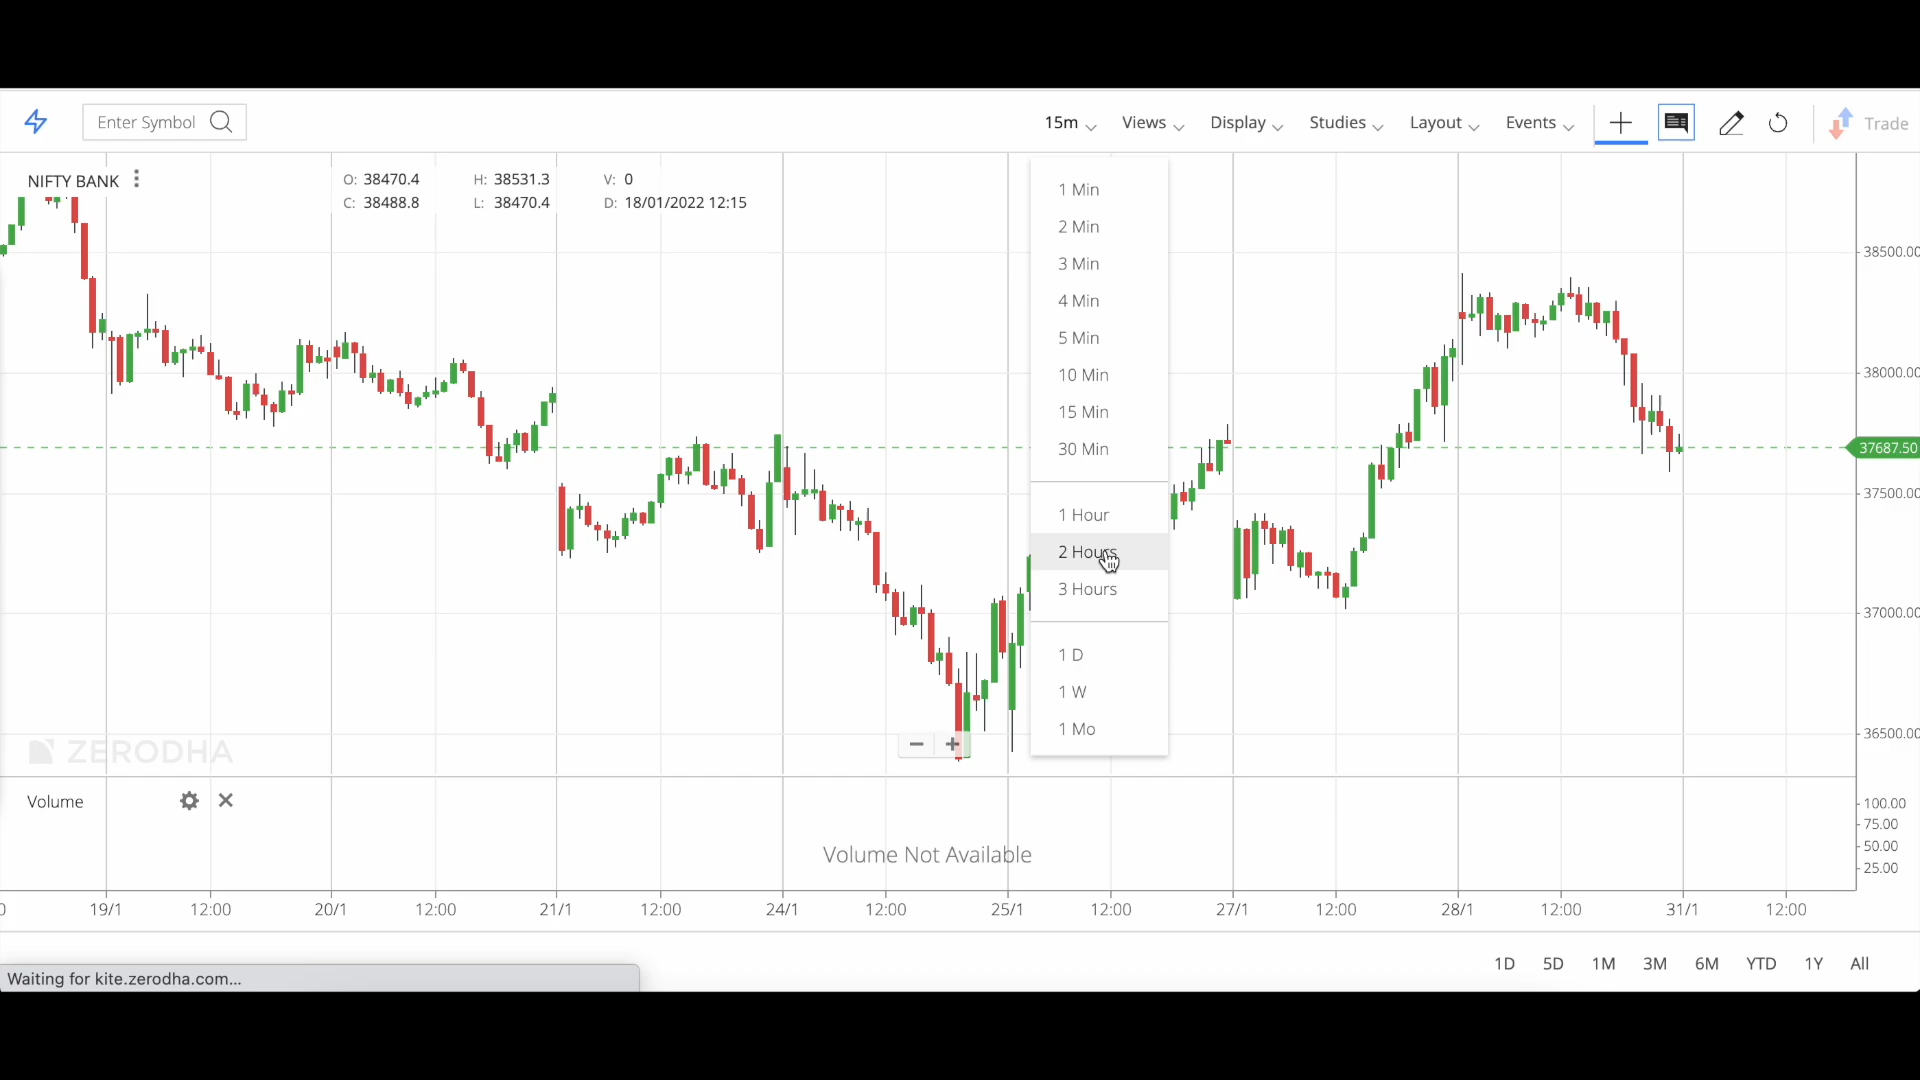 Enter Symbol
15m Views Display Studies Layout Events Trade
NIFTY BANK
O: 38470.4 H: 38531.3 V: 0
C: 38488.8 L: 38470.4 D: 18/01/2022 12:15
1 Min
2 Min
3 Min
4 Min
5 Min
10 Min
15 Min
30 Min
1 Hour
2 Hours
3 Hours
1 D
1 W
1 Mo
38500.00
38000.00
37687.50
37500.00
37000.00
36500.00
ZERODHA
Volume
Volume Not Available
100.00
75.00
50.00
25.00
0 19/1 12:00 20/1 12:00 21/1 12:00 24/1 12:00 25/1 12:00 27/1 12:00 28/1 12:00 31/1 12:00
1D 5D 1M 3M 6M YTD 1Y All
Waiting for kite.zerodha.com...